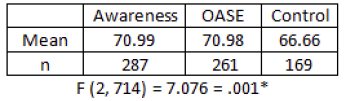 Awareness OASE Control
Mean 70.99 70.98 66.66
n 287 261 169
F (2, 714) = 7.076 = .001*